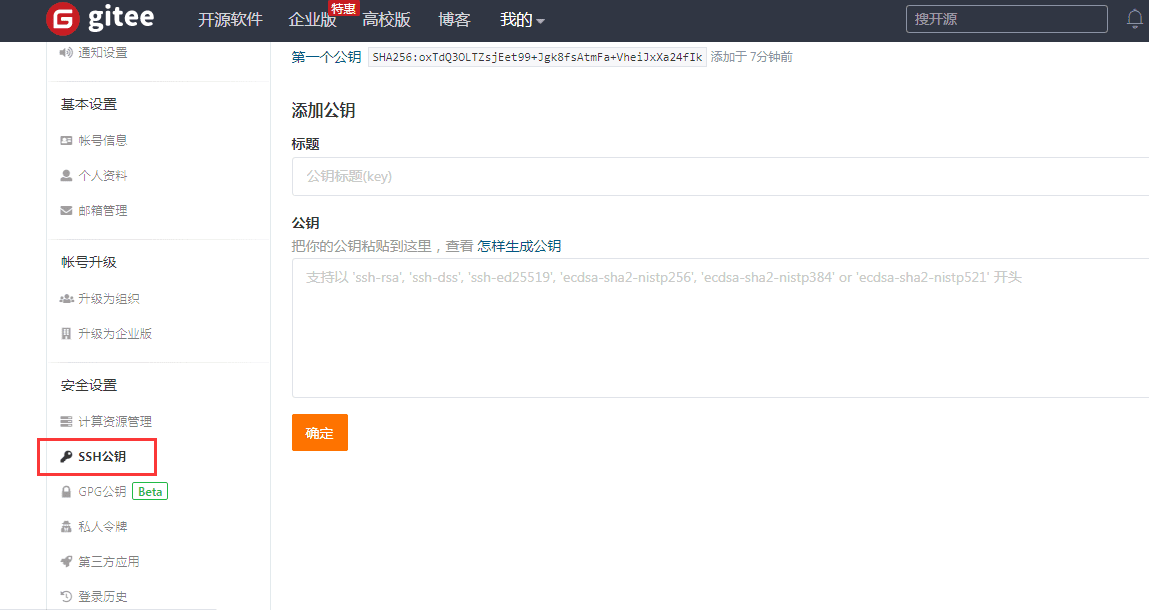 gitee 开源软件 企业版 特惠 高校版 博客 我的 搜开源
通知设置
基本设置
帐号信息
个人资料
邮箱管理
帐号升级
升级为组织
升级为企业版
安全设置
计算资源管理
SSH公钥
GPG公钥 Beta
私人令牌
第三方应用
登录历史
第一个公钥 SHA256:oxTdQ3OLTZsjEet99+Jgk8fsAtmFa+VheiJxXa24fIk 添加于 7分钟前
添加公钥
标题
公钥标题(key)
公钥
把你的公钥粘贴到这里，查看 怎样生成公钥
支持以 'ssh-rsa', 'ssh-dss', 'ssh-ed25519', 'ecdsa-sha2-nistp256', 'ecdsa-sha2-nistp384' or 'ecdsa-sha2-nistp521' 开头
确定